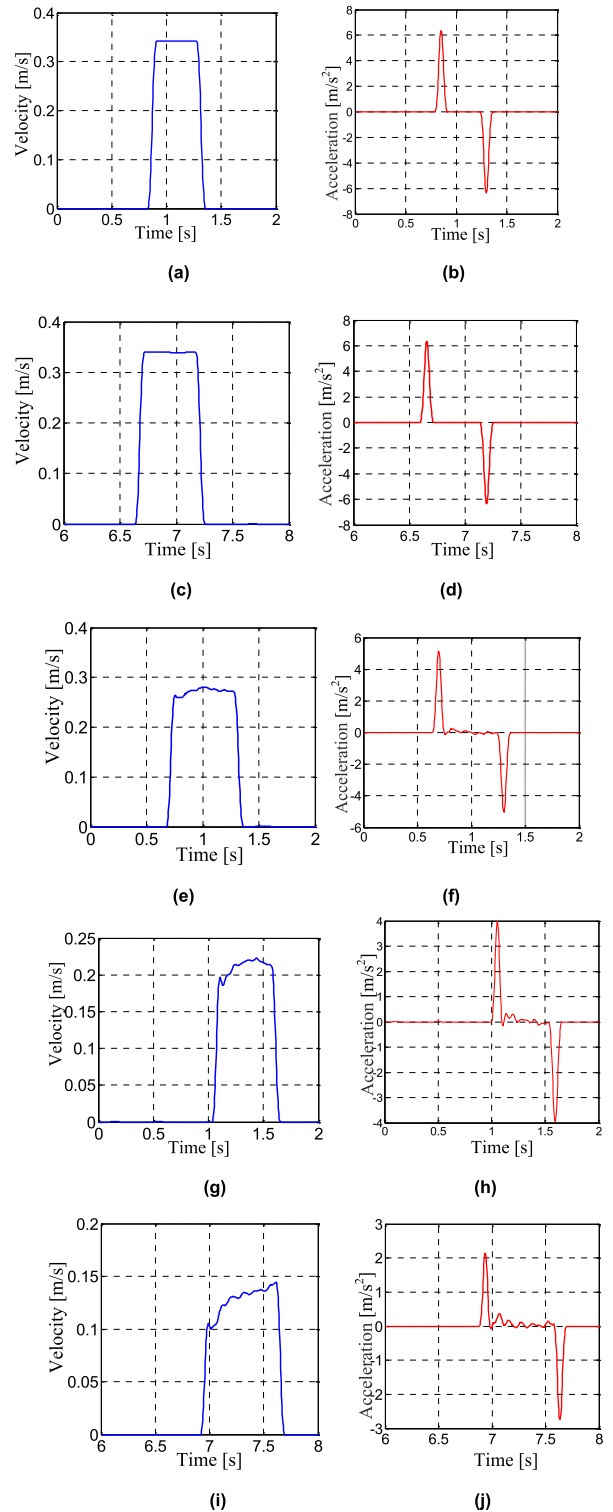 0.4
0.3
0.2
0.1
0
Velocity [m/s]
0 0.5 1 1.5 2
Time [s]
(a)
8
6
4
2
0
-2
-4
-6
-8
Acceleration [m/s²]
0 0.5 1 1.5 2
Time [s]
(b)
0.4
0.3
0.2
0.1
0
Velocity [m/s]
6 6.5 7 7.5 8
Time [s]
(c)
8
6
4
2
0
-2
-4
-6
-8
Acceleration [m/s²]
6 6.5 7 7.5 8
Time [s]
(d)
0.4
0.3
0.2
0.1
0
Velocity [m/s]
0 0.5 1 1.5 2
Time [s]
(e)
6
4
2
0
-2
-4
-6
Acceleration [m/s²]
0 0.5 1 1.5 2
Time [s]
(f)
0.25
0.2
0.15
0.1
0.05
0
Velocity [m/s]
0 0.5 1 1.5 2
Time [s]
(g)
4
3
2
1
0
-1
-2
-3
-4
Acceleration [m/s²]
0 0.5 1 1.5 2
Time [s]
(h)
0.2
0.15
0.1
0.05
0
Velocity [m/s]
6 6.5 7 7.5 8
Time [s]
(i)
3
2
1
0
-1
-2
-3
Acceleration [m/s²]
6 6.5 7 7.5 8
Time [s]
(j)